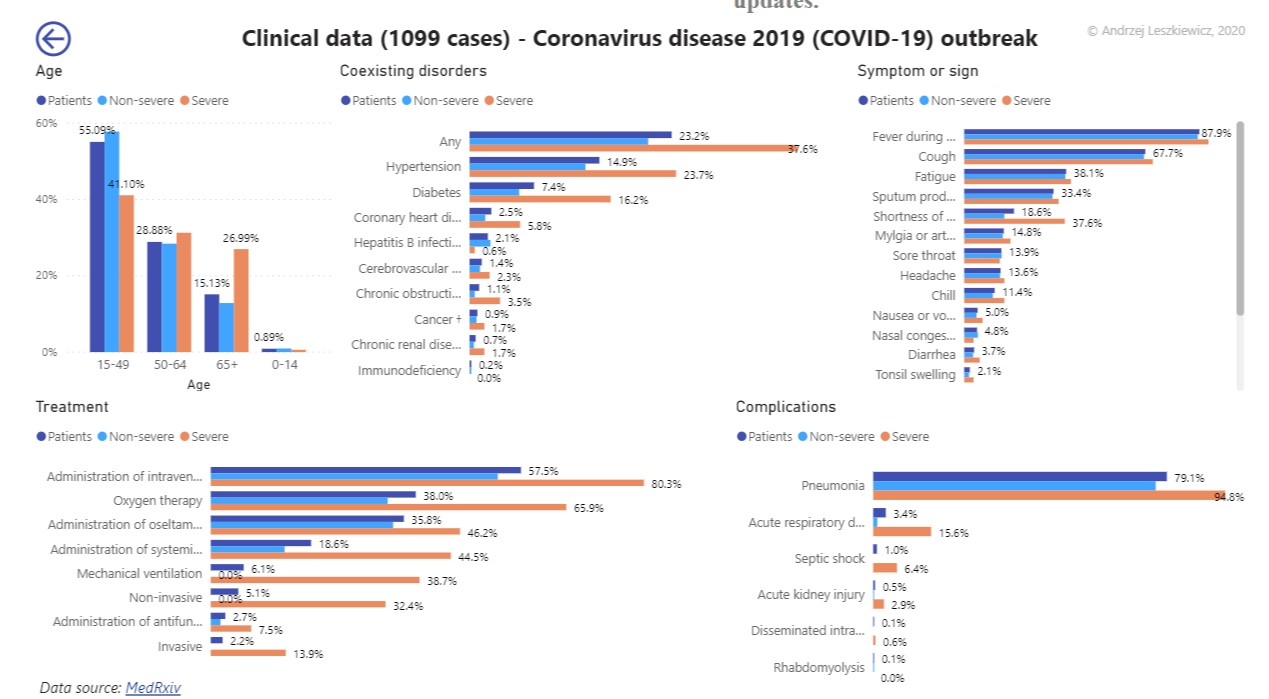 updates.
Clinical data (1099 cases) - Coronavirus disease 2019 (COVID-19) outbreak
© Andrzej Leszkiewicz, 2020
Age
Patients Non-severe Severe
60%
40%
20%
0%
55.09%
41.10%
28.88%
15.13%
26.99%
0.89%
15-49 50-64 65+ 0-14
Age
Coexisting disorders
Patients Non-severe Severe
Any 23.2% 37.6%
Hypertension 14.9% 23.7%
Diabetes 7.4% 16.2%
Coronary heart di... 2.5% 5.8%
Hepatitis B infecti... 2.1% 0.6%
Cerebrovascular ... 1.4% 2.3%
Chronic obstructi... 1.1% 3.5%
Cancer † 0.9% 1.7%
Chronic renal dise... 0.7% 1.7%
Immunodeficiency 0.2% 0.0%
Symptom or sign
Patients Non-severe Severe
Fever during ... 87.9%
Cough 67.7%
Fatigue 38.1%
Sputum prod... 33.4%
Shortness of ... 18.6% 37.6%
Mylgia or art... 14.8%
Sore throat 13.9%
Headache 13.6%
Chill 11.4%
Nausea or vo... 5.0%
Nasal conges... 4.8%
Diarrhea 3.7%
Tonsil swelling 2.1%
Treatment
Patients Non-severe Severe
Administration of intraven... 57.5% 80.3%
Oxygen therapy 38.0% 65.9%
Administration of oseltam... 35.8% 46.2%
Administration of systemi... 18.6% 44.5%
Mechanical ventilation 6.1% 0.0% 38.7%
Non-invasive 5.1% 0.0% 32.4%
Administration of antifun... 2.7% 7.5%
Invasive 2.2% 13.9%
Complications
Patients Non-severe Severe
Pneumonia 79.1% 94.8%
Acute respiratory d... 3.4% 15.6%
Septic shock 1.0% 6.4%
Acute kidney injury 0.5% 2.9%
Disseminated intra... 0.1% 0.6%
Rhabdomyolysis 0.1% 0.0%
Data source: MedRxiv